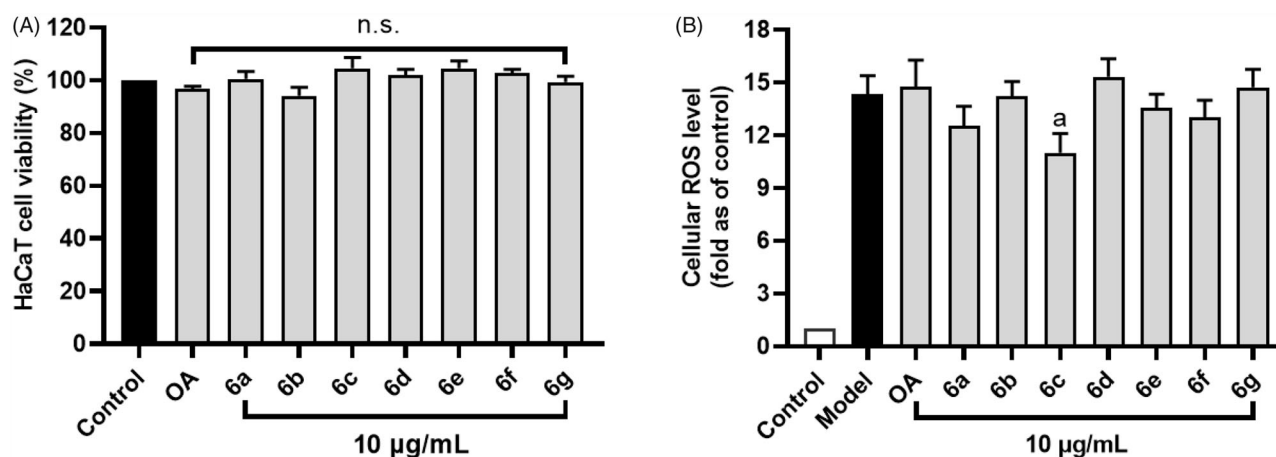 (A)
n.s.
HaCaT cell viability (%)
120
100
80
60
40
20
0
Control
OA
6a
6b
6c
6d
6e
6f
6g
10 µg/mL
(B)
Cellular ROS level
(fold as of control)
18
15
12
9
6
3
0
a
Control
Model
OA
6a
6b
6c
6d
6e
6f
6g
10 µg/mL